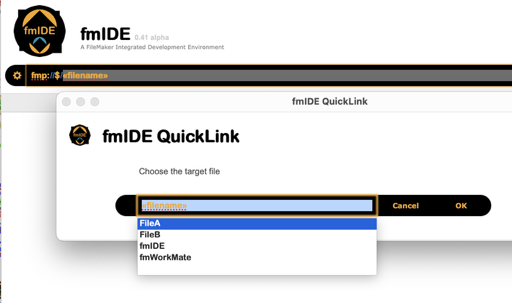 fmIDE
fmIDE 0.41 alpha
A FileMaker Integrated Development Environment
fmp://$/«filename»
fmIDE QuickLink
fmIDE
fmIDE QuickLink
Choose the target file
«filename»
Cancel
OK
FileA
FileB
fmIDE
fmWorkMate